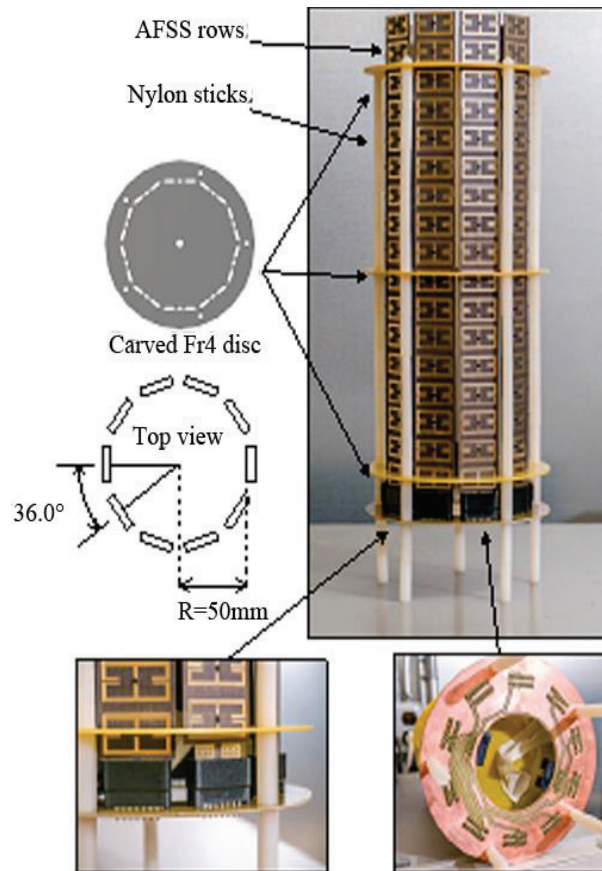 AFSS rows
Nylon sticks
Carved Fr4 disc
Top view
36.0°
R=50mm